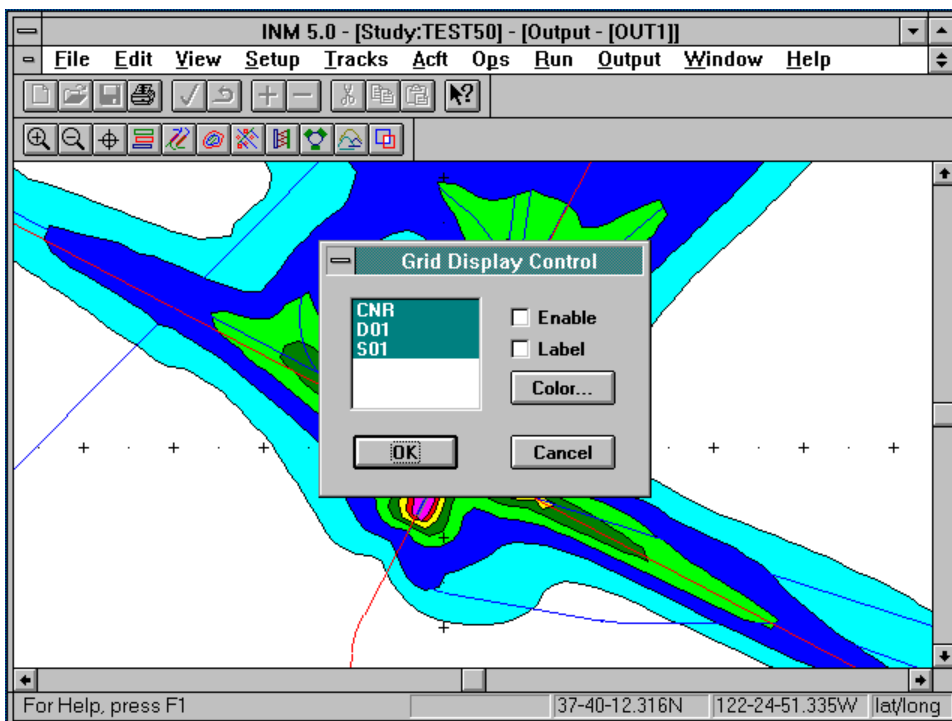 INM 5.0 - [Study:TEST50] - [Output - [OUT1]]
File Edit View Setup Tracks Acft Ops Run Output Window Help
Grid Display Control
CNR
D01
S01
Enable
Label
Color...
OK
Cancel
For Help, press F1
37-40-12.316N
122-24-51.335W
lat/long